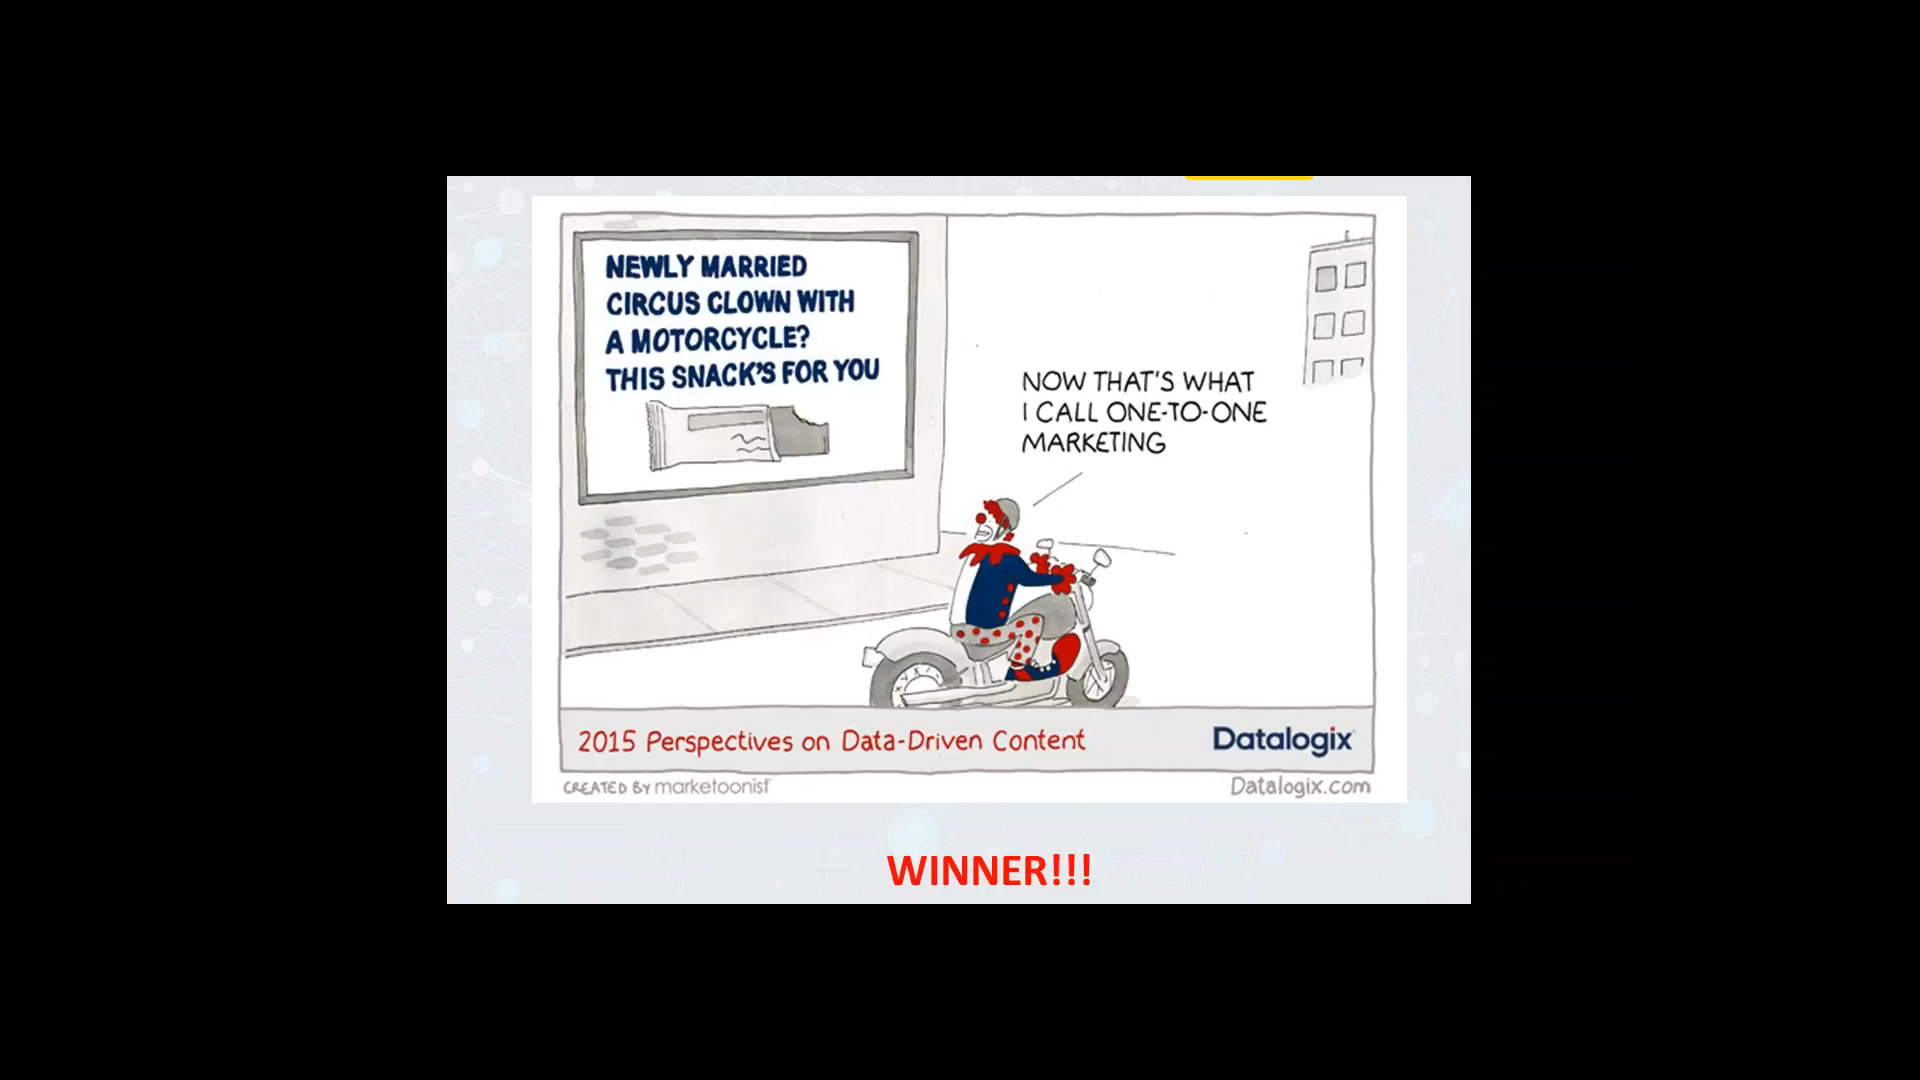 NEWLY MARRIED
CIRCUS CLOWN WITH
A MOTORCYCLE?
THIS SNACK'S FOR YOU
NOW THAT'S WHAT
I CALL ONE-TO-ONE
MARKETING
2015 Perspectives on Data-Driven Content
Datalogix
CREATED BY marketoonist
Datalogix.com
WINNER!!!